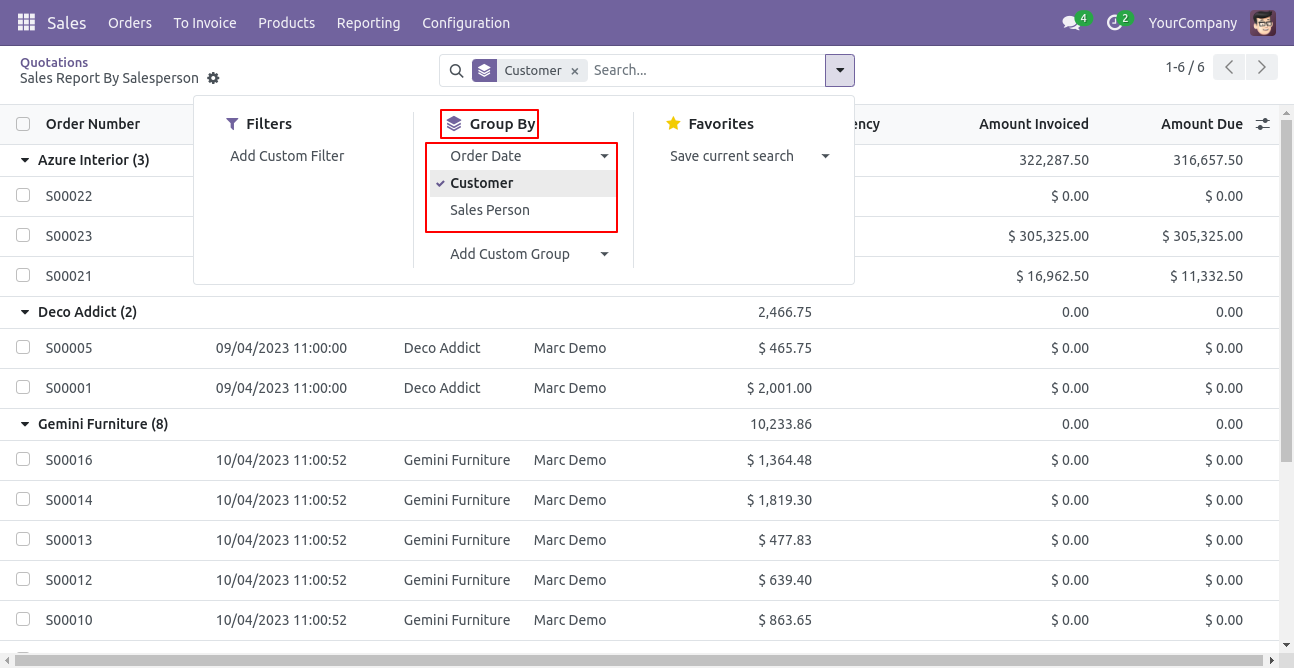 Sales Orders To Invoice Products Reporting Configuration 4 2 YourCompany
Quotations
Sales Report By Salesperson
Customer × Search...
1-6 / 6
Filters Group By Favorites
Add Custom Filter Order Date Save current search
Customer
Sales Person
Add Custom Group
Order Number ency Amount Invoiced Amount Due
Azure Interior (3) 322,287.50 316,657.50
S00022 $ 0.00 $ 0.00
S00023 $ 305,325.00 $ 305,325.00
S00021 $ 16,962.50 $ 11,332.50
Deco Addict (2) 2,466.75 0.00 0.00
S00005 09/04/2023 11:00:00 Deco Addict Marc Demo $ 465.75 $ 0.00 $ 0.00
S00001 09/04/2023 11:00:00 Deco Addict Marc Demo $ 2,001.00 $ 0.00 $ 0.00
Gemini Furniture (8) 10,233.86 0.00 0.00
S00016 10/04/2023 11:00:52 Gemini Furniture Marc Demo $ 1,364.48 $ 0.00 $ 0.00
S00014 10/04/2023 11:00:52 Gemini Furniture Marc Demo $ 1,819.30 $ 0.00 $ 0.00
S00013 10/04/2023 11:00:52 Gemini Furniture Marc Demo $ 477.83 $ 0.00 $ 0.00
S00012 10/04/2023 11:00:52 Gemini Furniture Marc Demo $ 639.40 $ 0.00 $ 0.00
S00010 10/04/2023 11:00:52 Gemini Furniture Marc Demo $ 863.65 $ 0.00 $ 0.00